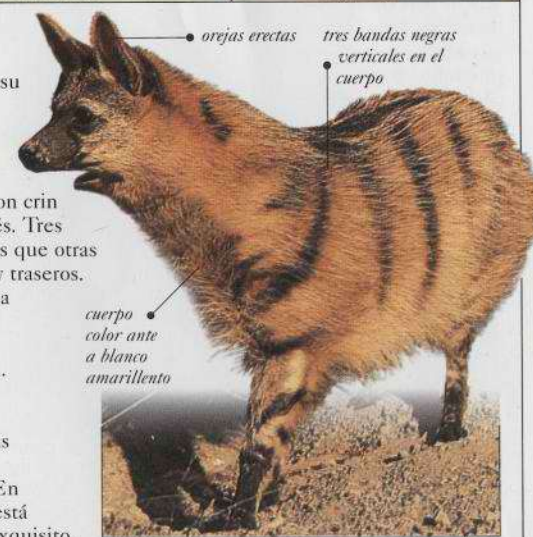 orejas erectas
tres bandas negras
verticales en el
cuerpo
su
on crin
és. Tres
s que otras
y traseros.
a
cuerpo
color ante
a blanco
amarillento
.
s
En
está
xquisito